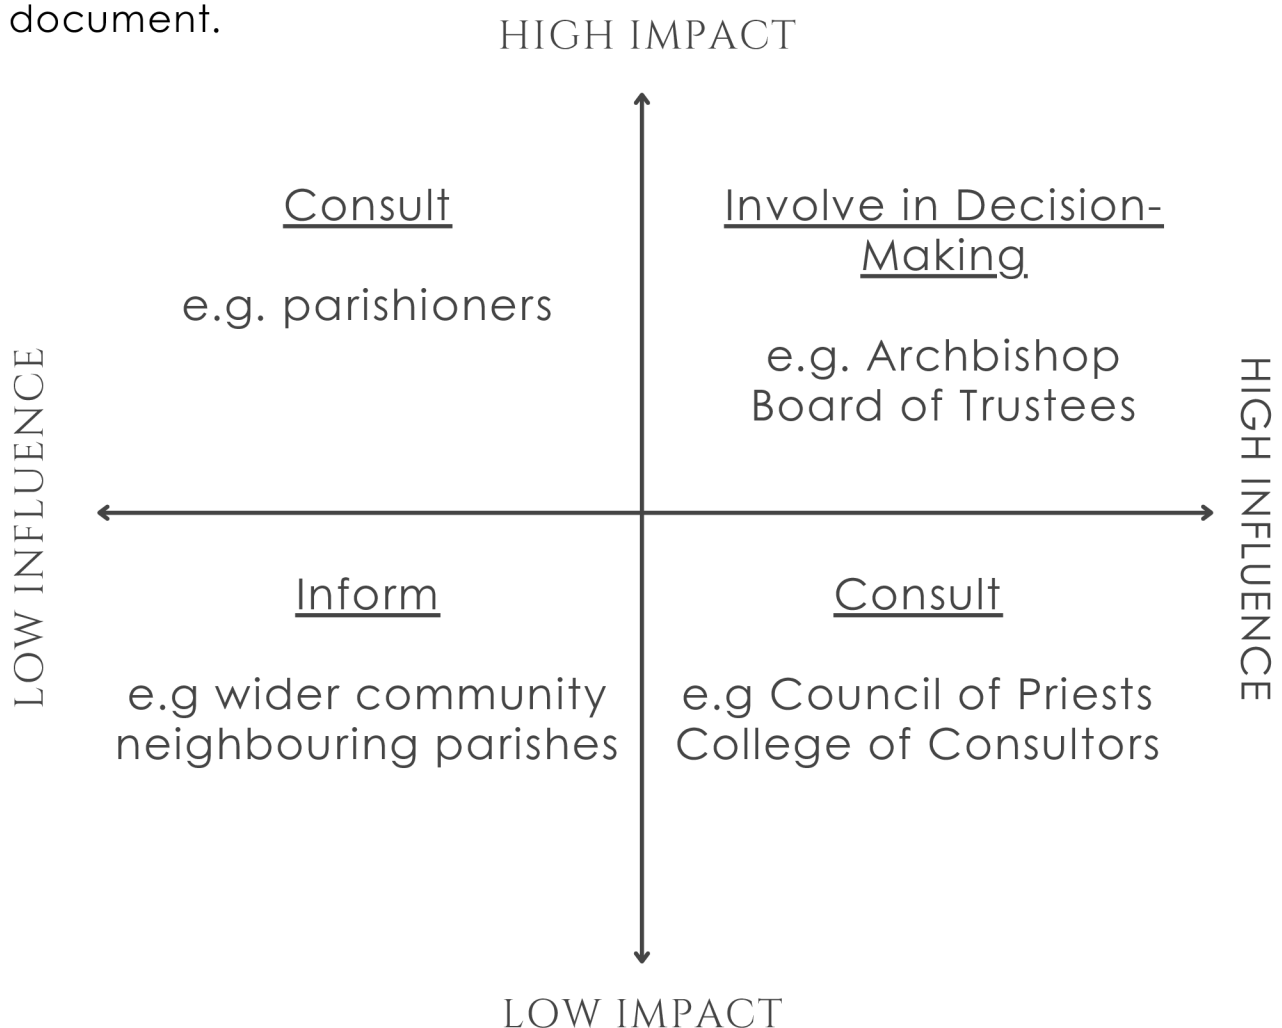 document.
HIGH IMPACT
Consult
e.g. parishioners
Involve in Decision-
Making
e.g. Archbishop
Board of Trustees
LOW INFLUENCE
HIGH INFLUENCE
Inform
e.g wider community
neighbouring parishes
Consult
e.g Council of Priests
College of Consultors
LOW IMPACT